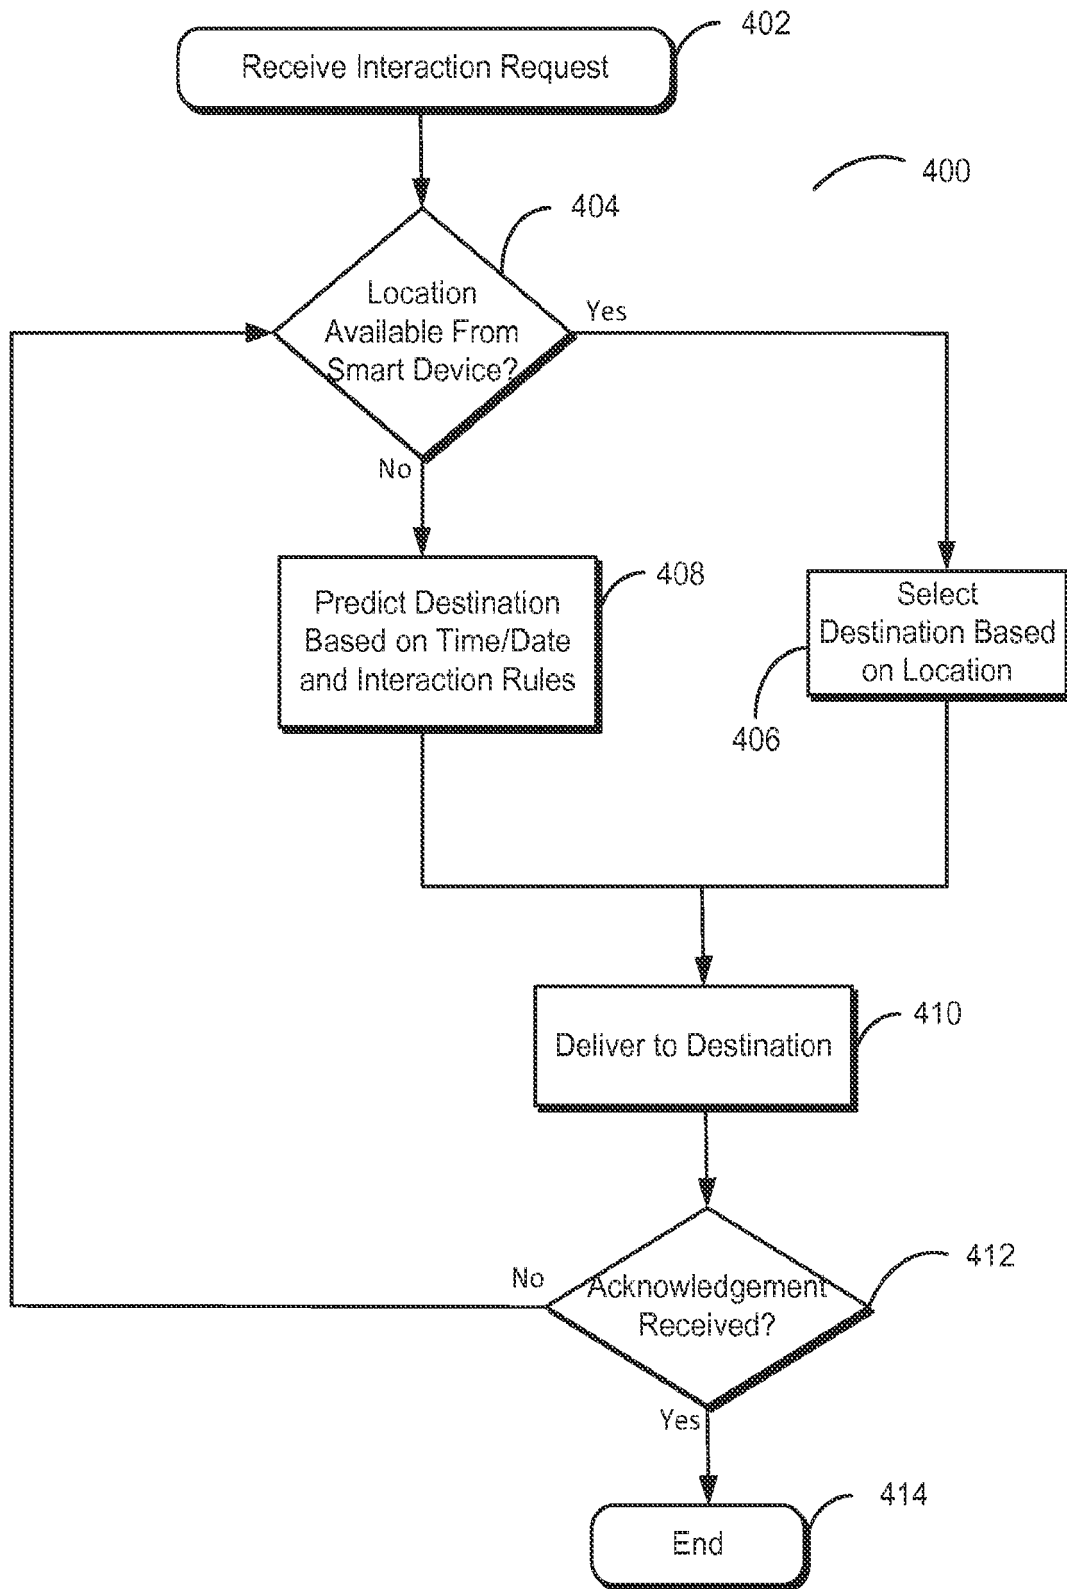 402
Receive Interaction Request
400
404
Location
Available From
Smart Device?
Yes
No
408
Predict Destination
Based on Time/Date
and Interaction Rules
Select
Destination Based
on Location
406
410
Deliver to Destination
412
No
Acknowledgement
Received?
Yes
414
End